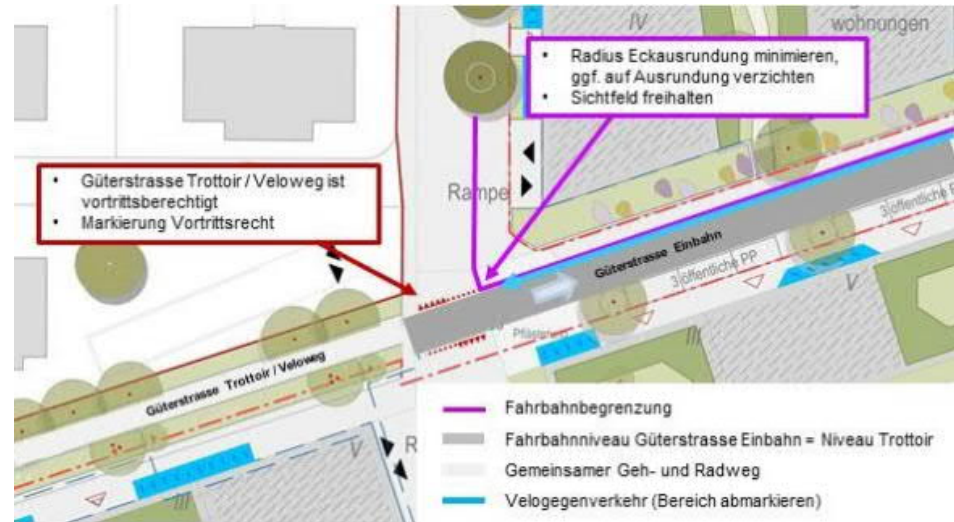 IV
wohnungen
• Radius Eckausrundung minimieren,
ggf. auf Ausrundung verzichten
• Sichtfeld freihalten
• Güterstrasse Trottoir / Veloweg ist
vortrittsberechtigt
• Markierung Vortrittsrecht
Rampe
Güterstrasse Einbahn
3 öffentliche P
3 öffentliche PP
V
III
Güterstrasse Trottoir / Veloweg
V
R
III
Fahrbahnbegrenzung
Fahrbahnniveau Güterstrasse Einbahn = Niveau Trottoir
Gemeinsamer Geh- und Radweg
Velogegenverkehr (Bereich abmarkieren)